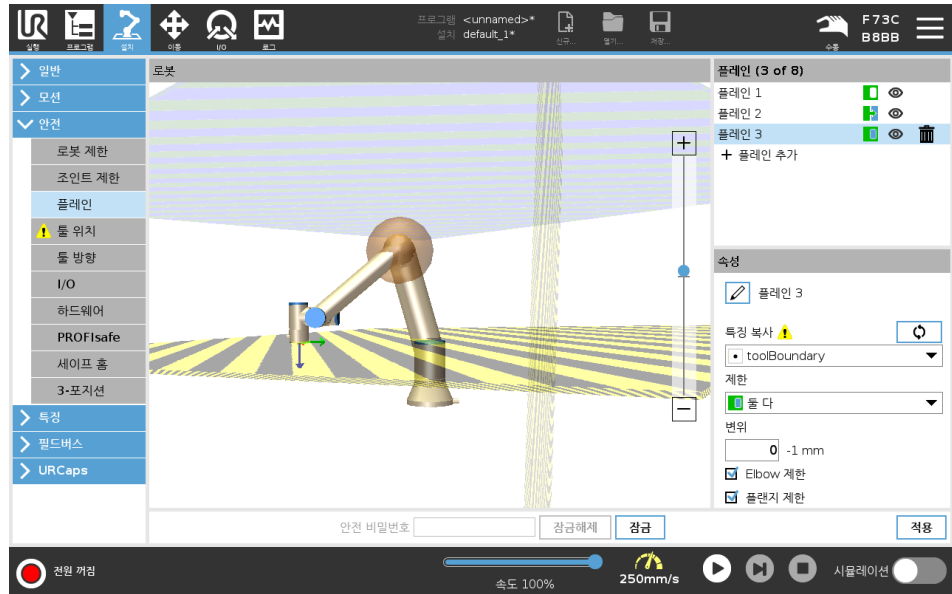 UR
실행
프로그램
설치
이동
I/O
로그
프로그램 <unnamed>*
설치 default_1*
신규...
열기...
저장...
수동
F73C
B8BB
일반
모션
안전
로봇 제한
조인트 제한
플레인
툴 위치
툴 방향
I/O
하드웨어
PROFIsafe
세이프 홈
3-포지션
특징
필드버스
URCaps
로봇
플레인 (3 of 8)
플레인 1
플레인 2
플레인 3
+ 플레인 추가
속성
플레인 3
특징 복사
toolBoundary
제한
둘 다
변위
0 -1 mm
Elbow 제한
플랜지 제한
안전 비밀번호
잠금해제
잠금
적용
전원 꺼짐
속도 100%
250mm/s
시뮬레이션